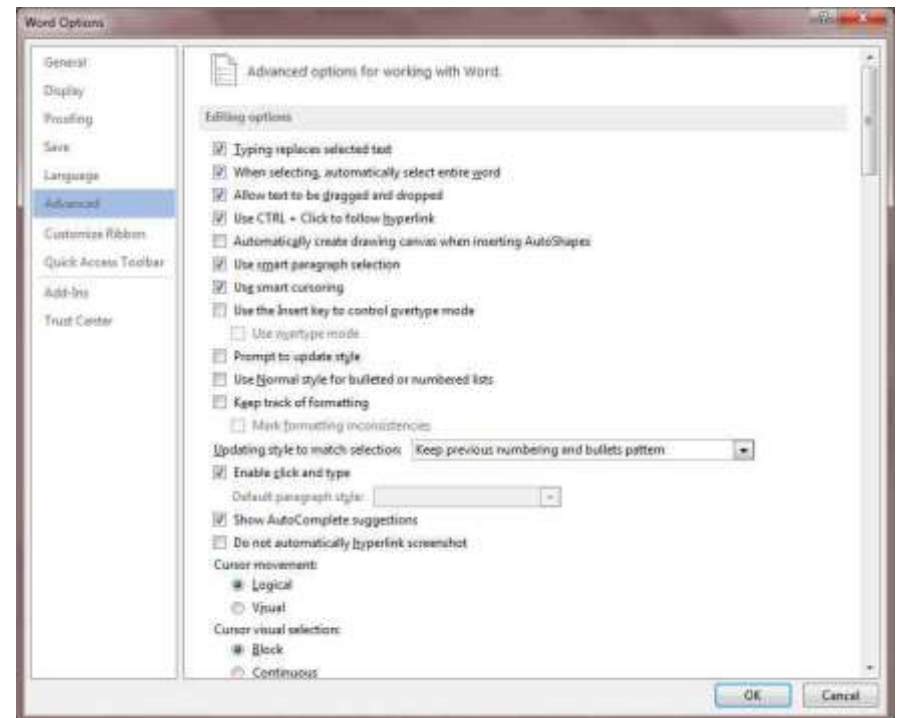 Word Options
General
Display
Proofing
Save
Language
Advanced
Customize Ribbon
Quick Access Toolbar
Add-Ins
Trust Center
Advanced options for working with Word.
Editing options
Typing replaces selected text
When selecting, automatically select entire word
Allow text to be dragged and dropped
Use CTRL + Click to follow hyperlink
Automatically create drawing canvas when inserting AutoShapes
Use smart paragraph selection
Use smart cursoring
Use the Insert key to control overtype mode
Use overtype mode
Prompt to update style
Use Normal style for bulleted or numbered lists
Keep track of formatting
Mark formatting inconsistencies
Updating style to match selection: Keep previous numbering and bullets pattern
Enable click and type
Default paragraph style:
Show AutoComplete suggestions
Do not automatically hyperlink screenshot
Cursor movement:
Logical
Visual
Cursor visual selection:
Block
Continuous
OK Cancel